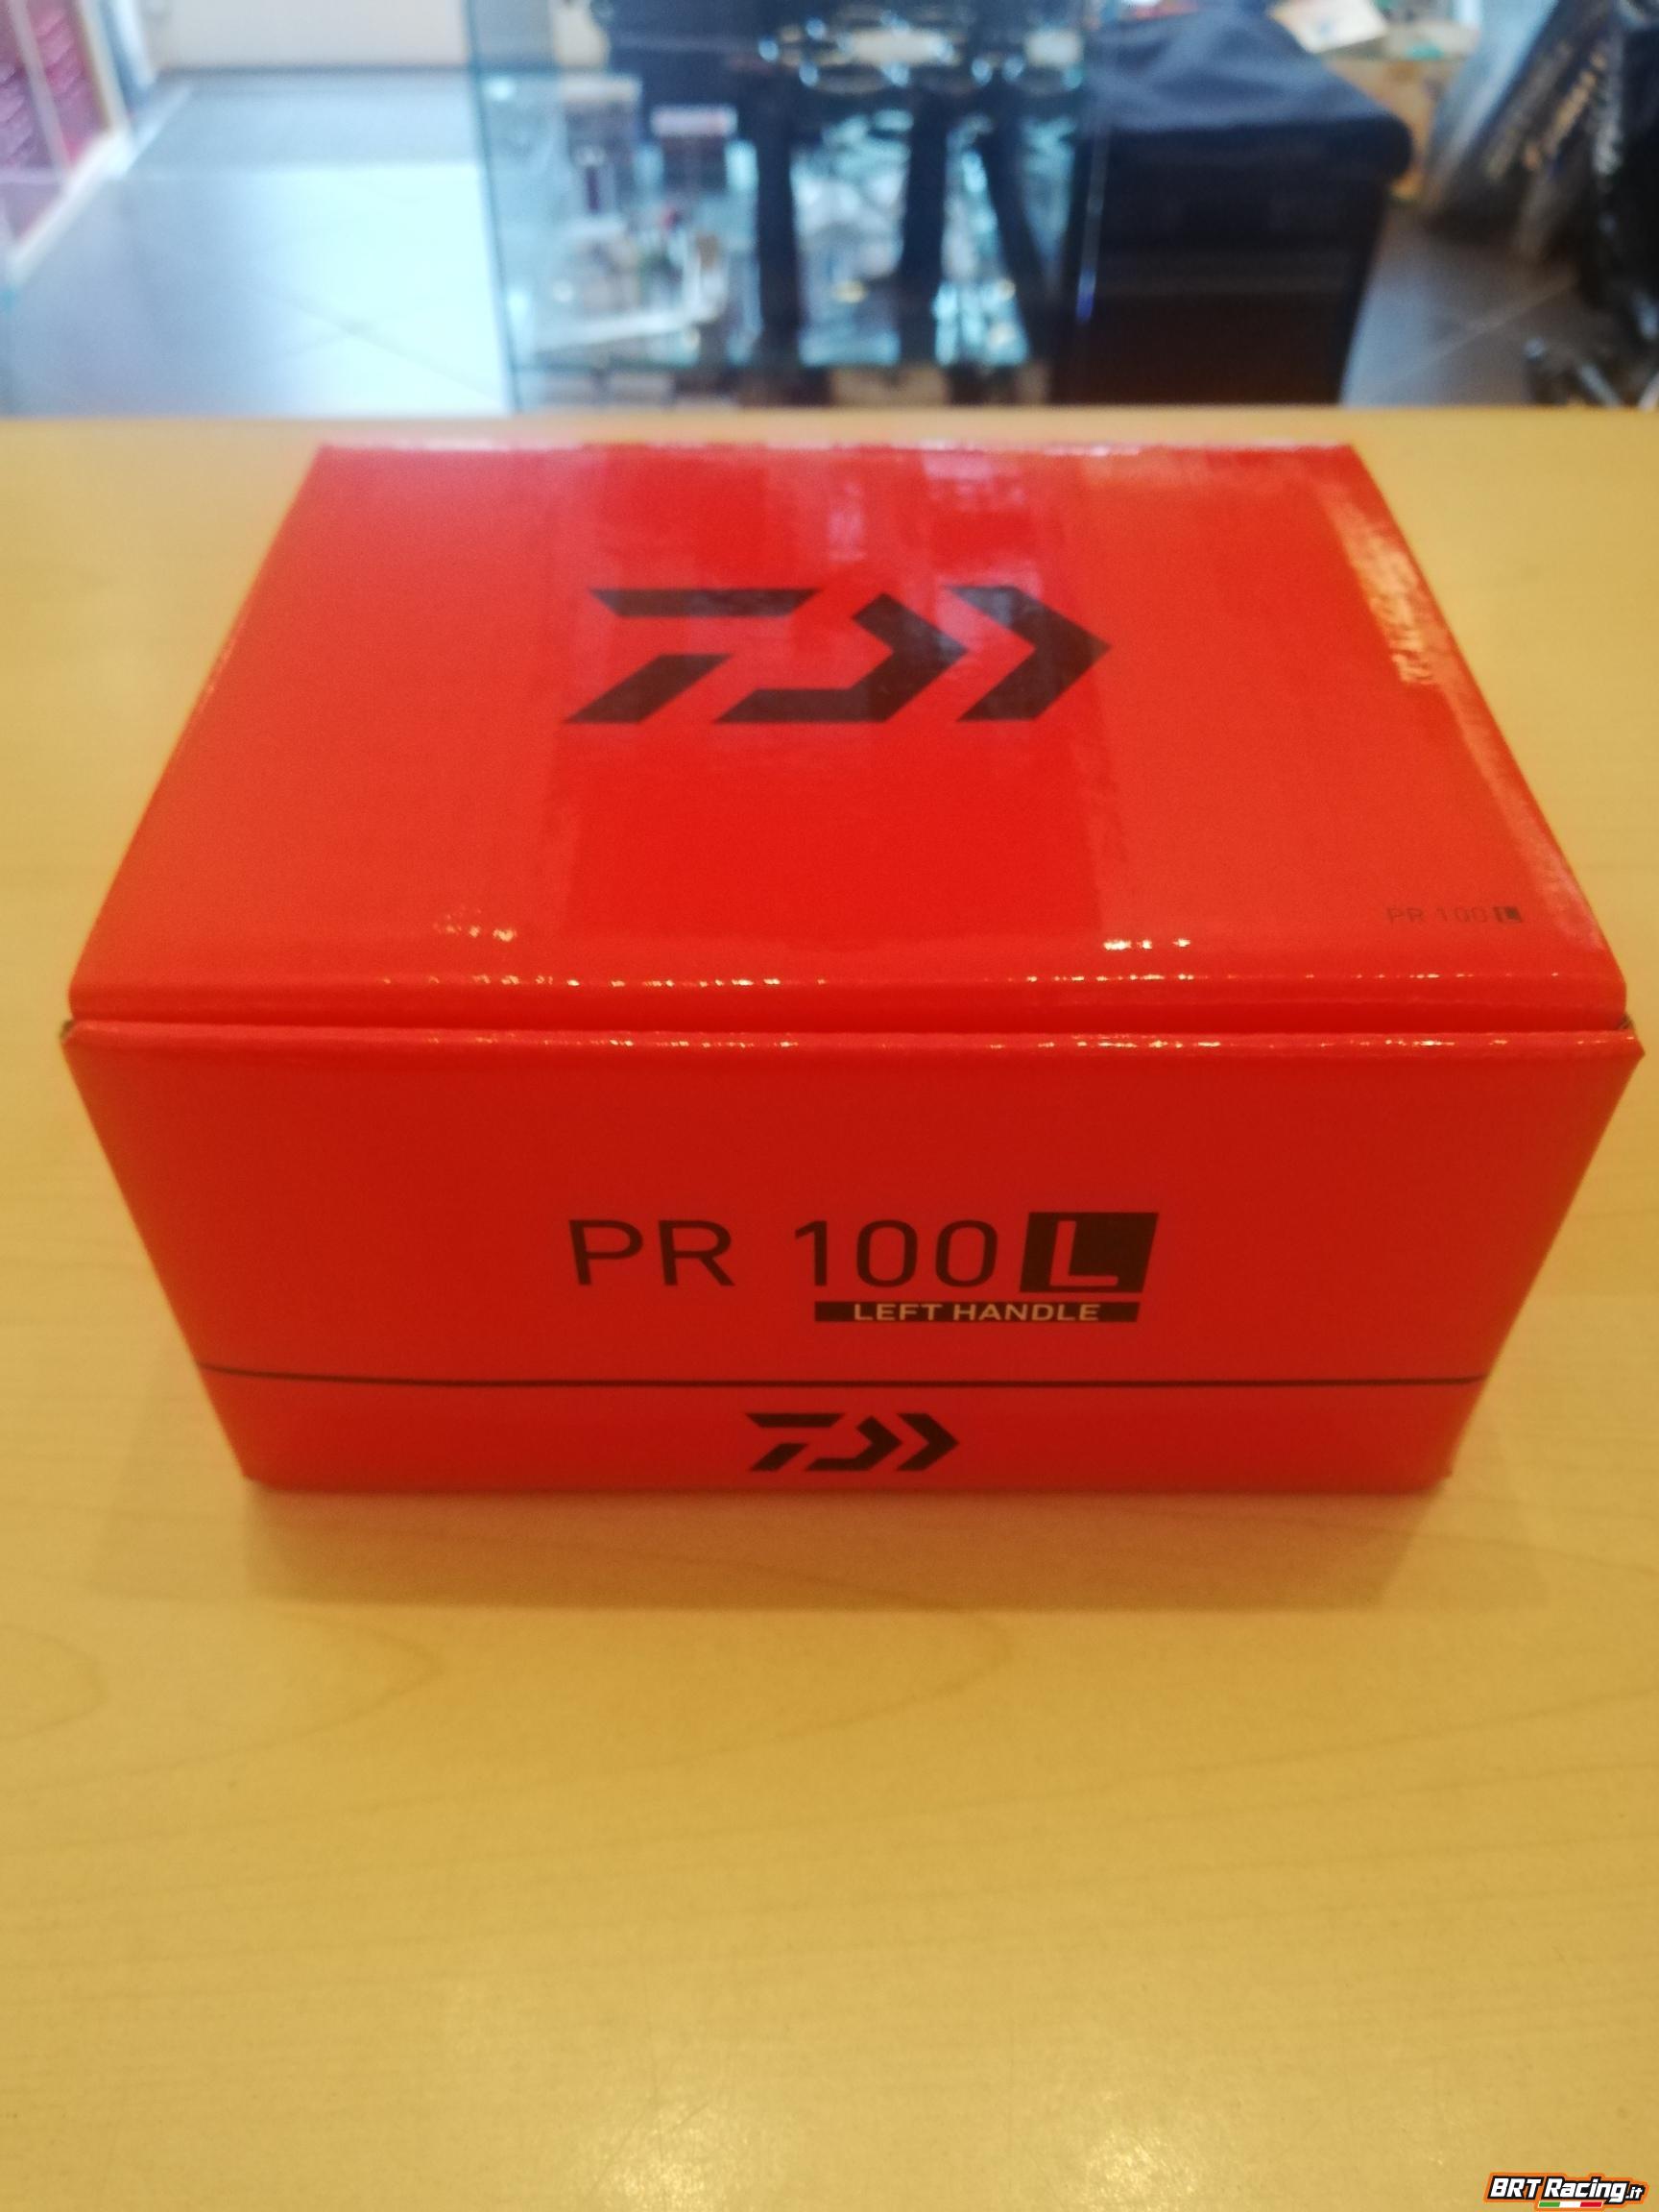 PR 100 L
PR 100 L
LEFT HANDLE
BRT Racing.it